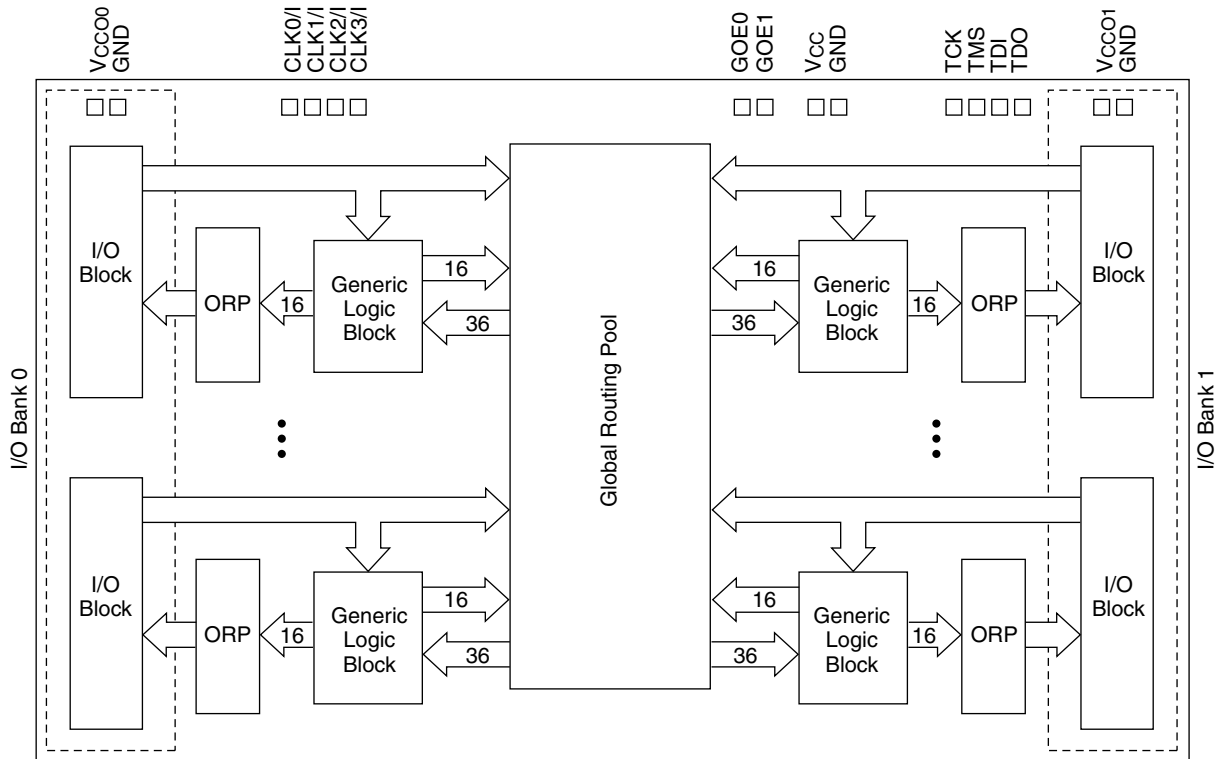 VCCO0
GND
CLK0/I
CLK1/I
CLK2/I
CLK3/I
GOE0
GOE1
VCC
GND
TCK
TMS
TDI
TDO
VCCO1
GND
I/O Bank 0
I/O
Block
ORP
16
Generic
Logic
Block
16
36
Global Routing Pool
16
36
Generic
Logic
Block
16
ORP
I/O
Block
I/O Bank 1
I/O
Block
ORP
16
Generic
Logic
Block
16
36
16
36
Generic
Logic
Block
16
ORP
I/O
Block